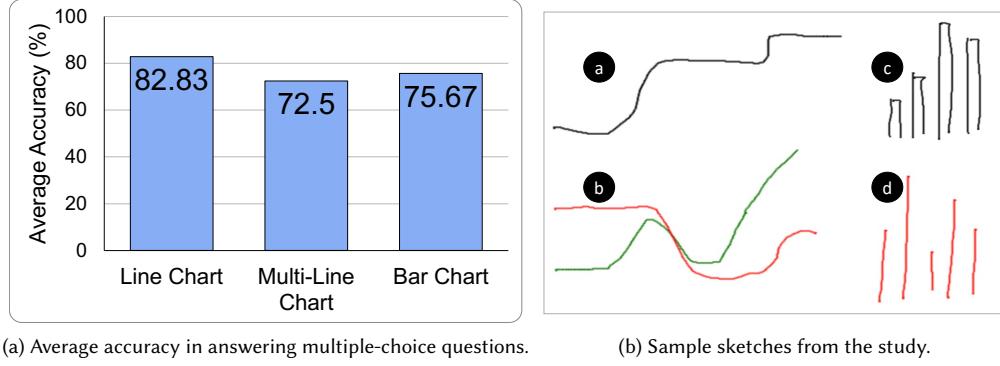 100
80
60
40
20
0
Average Accuracy (%)
82.83
72.5
75.67
Line Chart
Multi-Line
Chart
Bar Chart
a
b
c
d
(a) Average accuracy in answering multiple-choice questions.
(b) Sample sketches from the study.